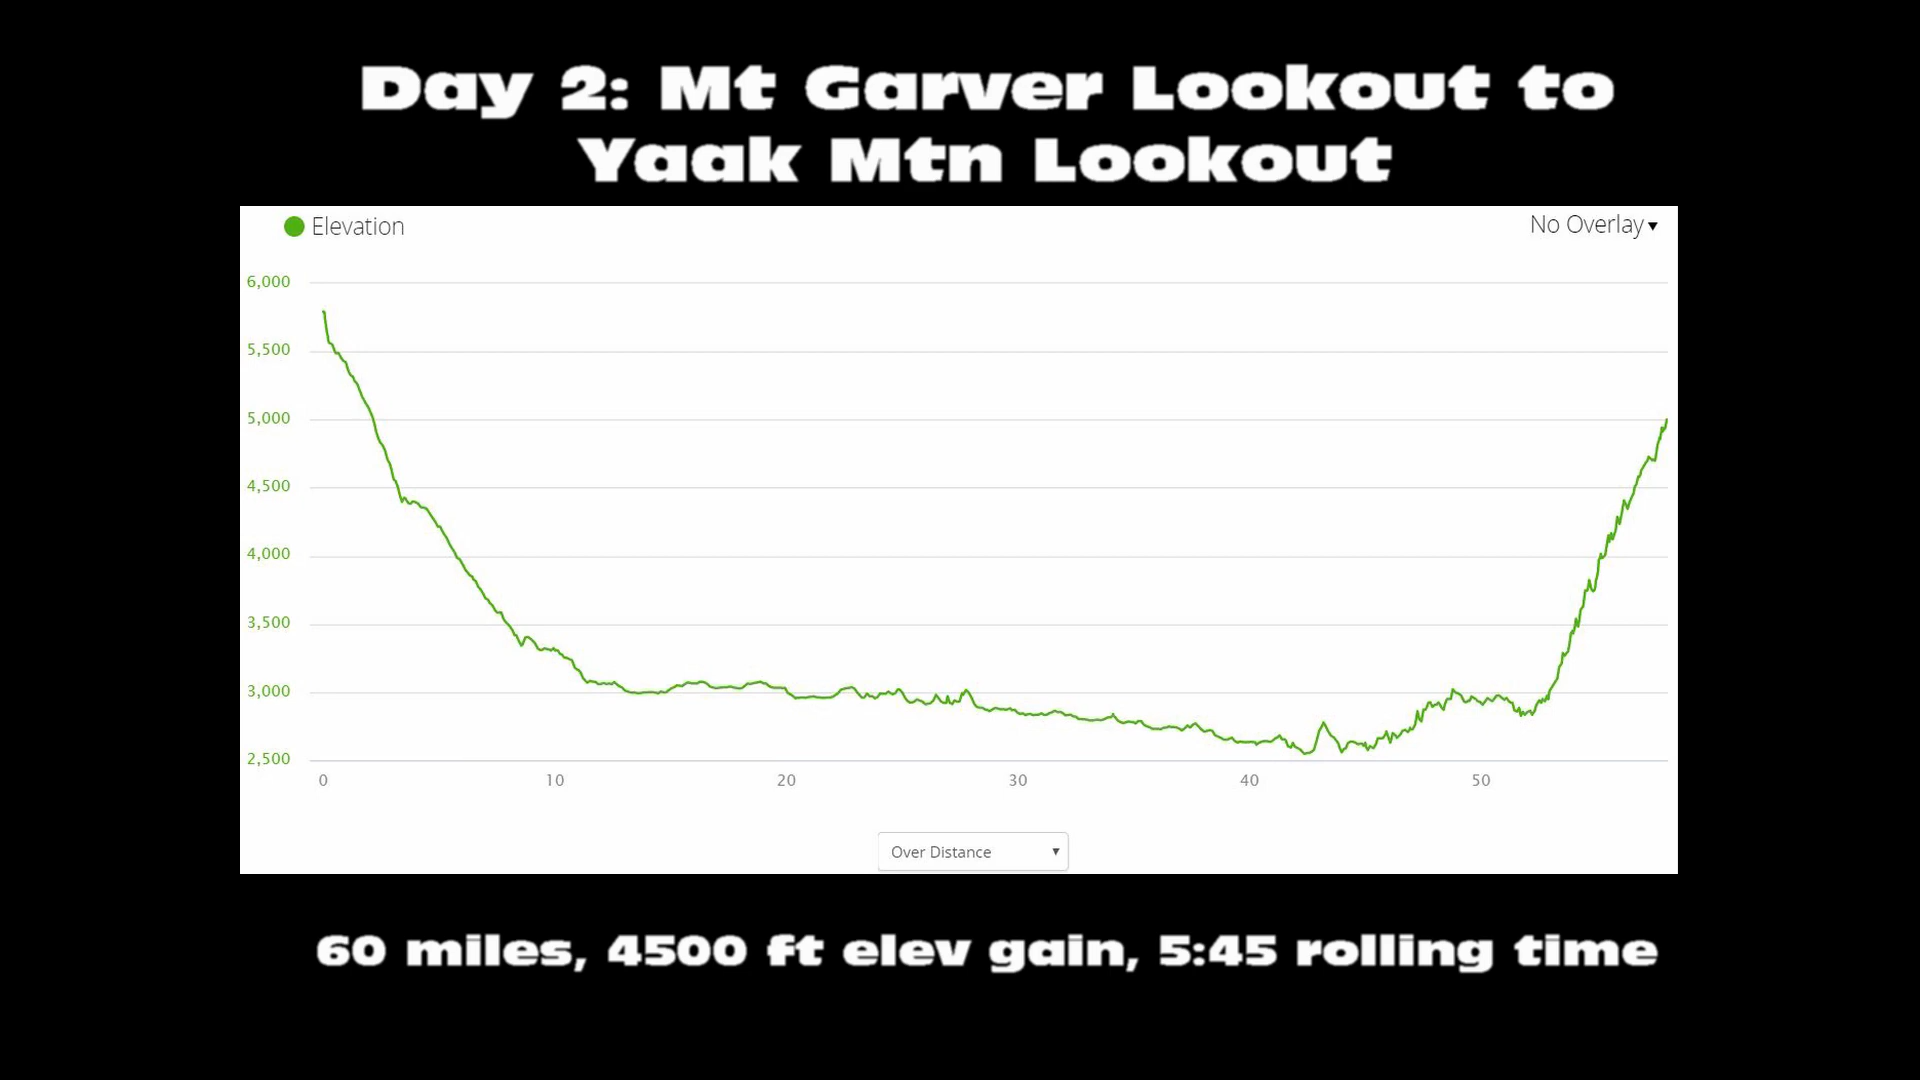 Day 2: Mt Garver Lookout to
Yaak Mtn Lookout
Elevation
No Overlay
6,000
5,500
5,000
4,500
4,000
3,500
3,000
2,500
0 10 20 30 40 50
Over Distance
60 miles, 4500 ft elev gain, 5:45 rolling time